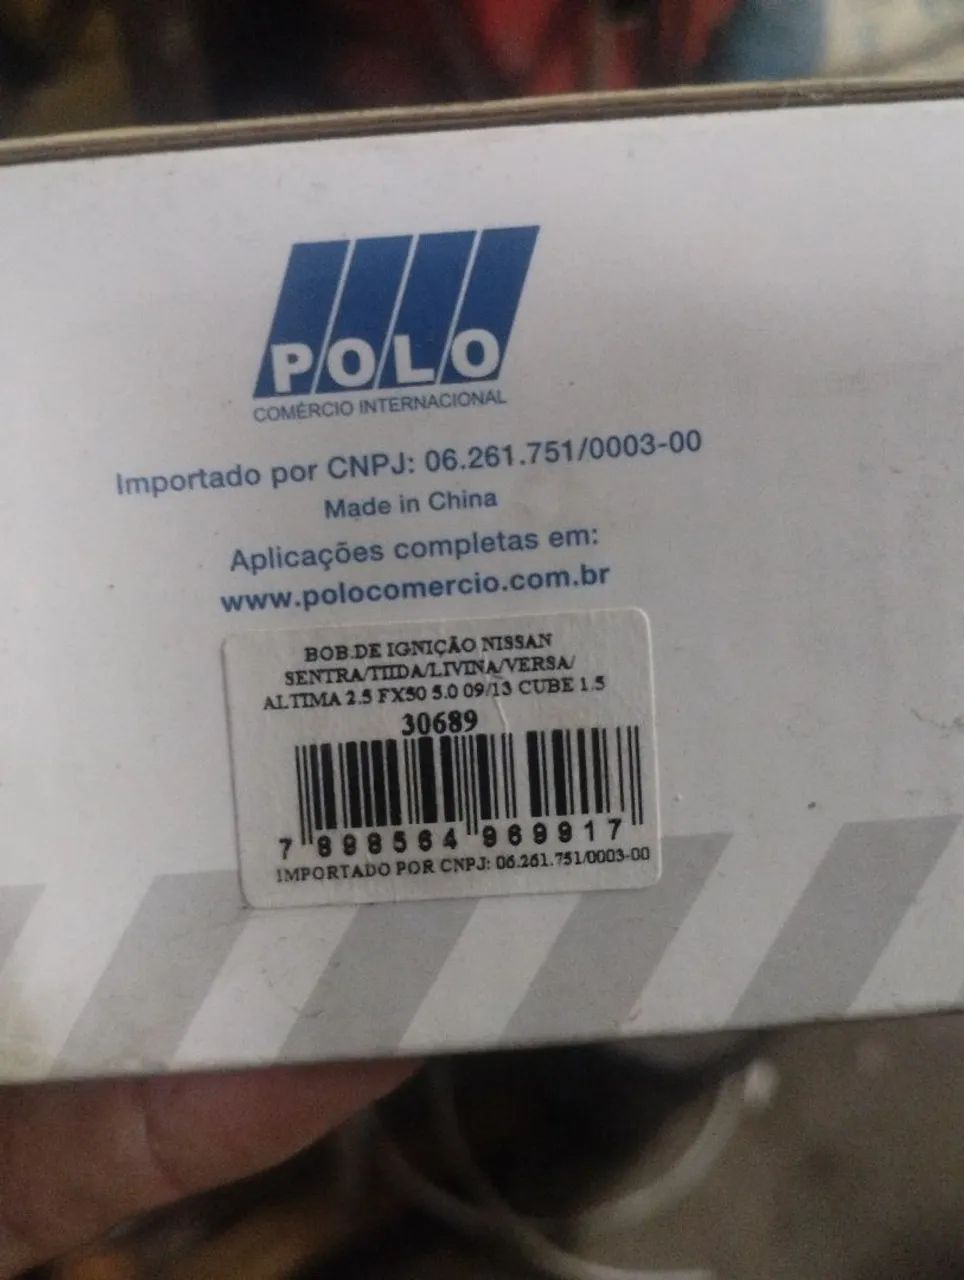 POLO
COMÉRCIO INTERNACIONAL
Importado por CNPJ: 06.261.751/0003-00
Made in China
Aplicações completas em:
www.polocomercio.com.br
BOB.DE IGNIÇÃO NISSAN
SENTRA/TIIDA/LIVINA/VERSA/
ALTIMA 2.5 FX50 5.0 09/13 CUBE 1.5
30689
7 898564 969917
IMPORTADO POR CNPJ: 06.261.751/0003-00